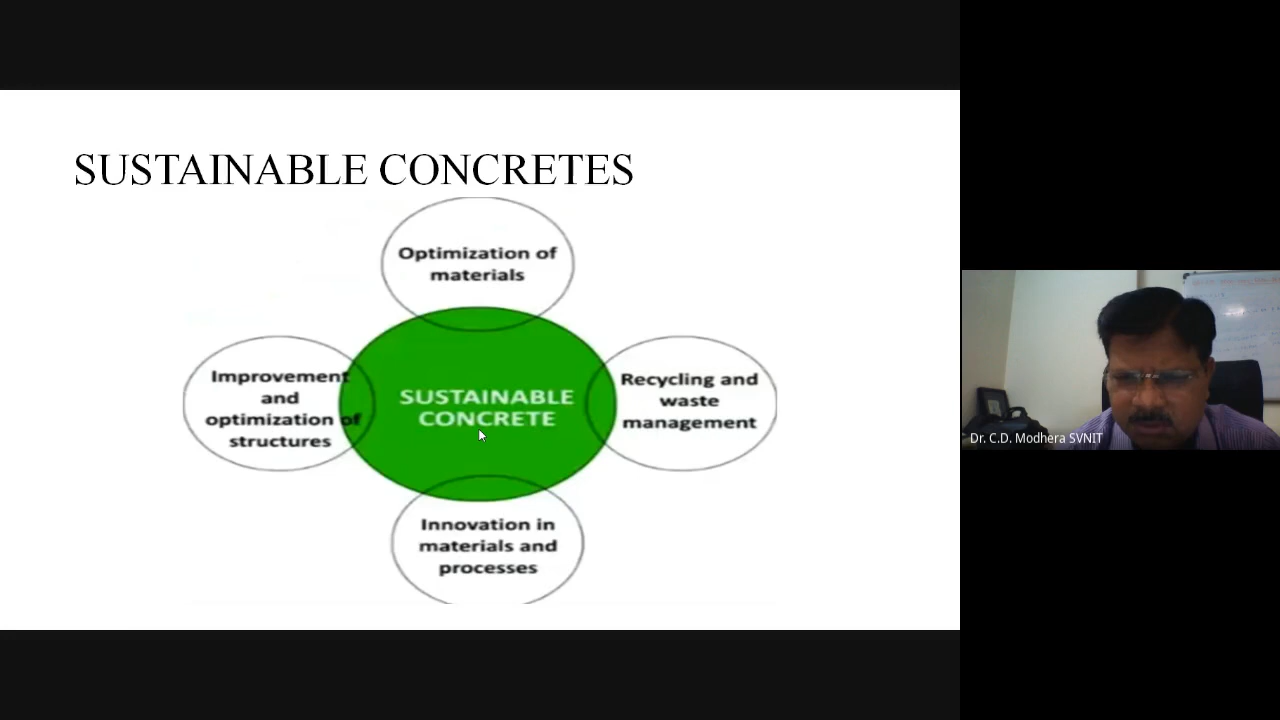 SUSTAINABLE CONCRETES
Optimization of
materials
Improvement
and
optimization of
structures
SUSTAINABLE
CONCRETE
Recycling and
waste
management
Innovation in
materials and
processes
Dr. C.D. Modhera SVNIT